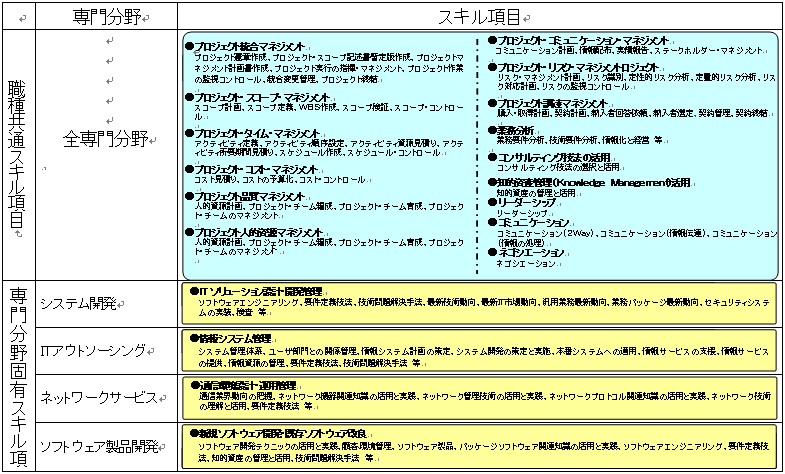 専門分野
スキル項目
職種共通スキル項目
全専門分野
●プロジェクト統合マネジメント
プロジェクト憲章作成、プロジェクト・スコープ記述書暫定版作成、プロジェクトマ
ネジメント計画書作成、プロジェクト実行の指揮・マネジメント、プロジェクト作業
の監視コントロール、統合変更管理、プロジェクト終結
●プロジェクト・スコープ・マネジメント
スコープ計画、スコープ定義、WBS作成、スコープ検証、スコープ・コントロー
ル
●プロジェクト・タイム・マネジメント
アクティビティ定義、アクティビティ順序設定、アクティビティ資源見積り、アク
ティビティ所要期間見積り、スケジュール作成、スケジュール・コントロール
●プロジェクト・コスト・マネジメント
コスト見積り、コストの予算化、コスト・コントロール
●プロジェクト品質マネジメント
人的資源計画、プロジェクト・チーム編成、プロジェクト・チーム育成、プロジェク
ト・チームのマネジメント
●プロジェクト人的資源マネジメント
人的資源計画、プロジェクト・チーム編成、プロジェクト・チーム育成、プロジェク
ト・チームのマネジメント
●プロジェクト・コミュニケーション・マネジメント
コミュニケーション計画、情報配布、実績報告、ステークホルダー・マネジメント
●プロジェクト・リスク・マネジメントロジェクト
リスク・マネジメント計画、リスク識別、定性的リスク分析、定量的リスク分析、リス
ク対応計画、リスクの監視コントロール
●プロジェクト調達マネジメント
購入・取得計画、契約計画、納入者回答依頼、納入者選定、契約管理、契約終結
●業務分析
業務要件分析、技術要件分析、情報化と経営 等
●コンサルティング技法の活用
コンサルティング技法の選択と活用
●知的資産管理(Knowledge Management)活用
知的資産の管理と活用
●リーダーシップ
リーダーシップ
●コミュニケーション
コミュニケーション(2Way)、コミュニケーション(情報伝達)、コミュニケーション
(情報の処理)
●ネゴシエーション
ネゴシエーション
専門分野固有スキル項
システム開発
●ITソリューション設計・開発管理
ソフトウェアエンジニアリング、要件定義技法、技術問題解決手法、最新技術動向、最新IT市場動向、汎用業務最新動向、業務パッケージ最新動向、セキュリティシステ
ムの実装、検査 等
ITアウトソーシング
●情報システム管理
システム管理体系、ユーザ部門との関係管理、情報システム計画の策定、システム開発の策定と実施、本番システムへの適用、情報サービスの支援、情報サービス
の提供、情報資源の管理、要件定義技法、技術問題解決手法 等
ネットワークサービス
●通信環境設計・運用管理
通信業界動向の把握、ネットワーク機器関連知識の活用と実践、ネットワーク管理技術の活用と実践、ネットワークプロトコル関連知識の活用と実践、ネットワーク技術
の理解と活用、要件定義技法 等
ソフトウェア製品開発
●新規ソフトウェア開発・既存ソフトウェア改良
ソフトウェア開発テクニックの活用と実践、顧客環境管理、ソフトウェア製品、パッケージソフトウェア関連知識の活用と実践、ソフトウェアエンジニアリング、要件定義技
法、知的資産の管理と活用、技術問題解決手法 等